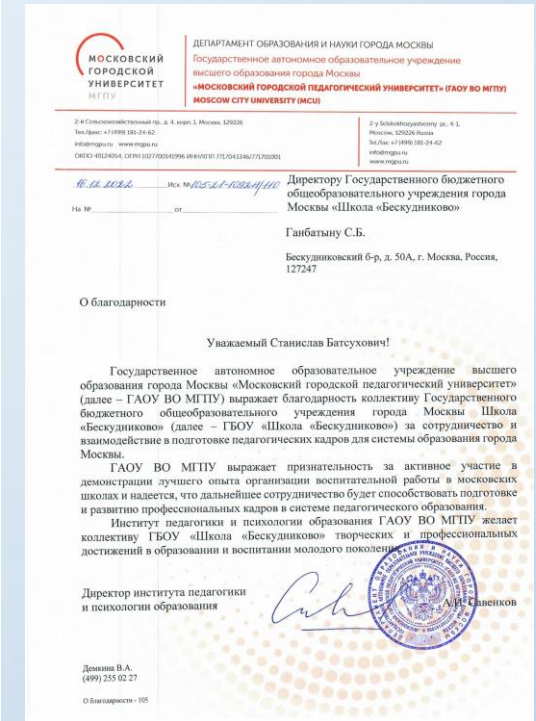 МОСКОВСКИЙ
ГОРОДСКОЙ
УНИВЕРСИТЕТ
МГПУ
ДЕПАРТАМЕНТ ОБРАЗОВАНИЯ И НАУКИ ГОРОДА МОСКВЫ
Государственное автономное образовательное учреждение
высшего образования города Москвы
«МОСКОВСКИЙ ГОРОДСКОЙ ПЕДАГОГИЧЕСКИЙ УНИВЕРСИТЕТ» (ГАОУ ВО МГПУ)
MOSCOW CITY UNIVERSITY (MCU)
2-й Сельскохозяйственный пр., д. 4, корп. 1, Москва, 129226
Тел./факс: +7 (499) 181-24-62
info@mgpu.ru www.mgpu.ru
ОКПО 40124054, ОГРН 1027700141996
2-y Selskokhozyastvenny pr., 4-1,
Moscow, 129226 Russia
Tel./fax: +7 (499) 181-24-62
info@mgpu.ru www.mgpu.ru
16.12.2022 Исх. №
На № от
Директору Государственного бюджетного
общеобразовательного учреждения города
Москвы «Школа «Бескудниково»
Ганбатыну С.Б.
Бескудниковский б-р, д. 50А, г. Москва, Россия,
127247
О благодарности
Уважаемый Станислав Батсухович!
Государственное автономное образовательное учреждение высшего
образования города Москвы «Московский городской педагогический университет»
(далее – ГАОУ ВО МГПУ) выражает благодарность коллективу Государственного
бюджетного общеобразовательного учреждения города Москвы Школа
«Бескудниково» (далее – ГБОУ «Школа «Бескудниково») за сотрудничество и
взаимодействие в подготовке педагогических кадров для системы образования города
Москвы.
ГАОУ ВО МГПУ выражает признательность за активное участие в
демонстрации лучшего опыта организации воспитательной работы в московских
школах и надеется, что дальнейшее сотрудничество будет способствовать подготовке
и развитию профессиональных кадров в системе педагогического образования.
Институт педагогики и психологии образования ГАОУ ВО МГПУ желает
коллективу ГБОУ «Школа «Бескудниково» творческих и профессиональных
достижений в образовании и воспитании молодого поколения.
Директор института педагогики
и психологии образования
А.И. Савенков
Демкина В.А.
(499) 255 02 27
О благодарности - 105